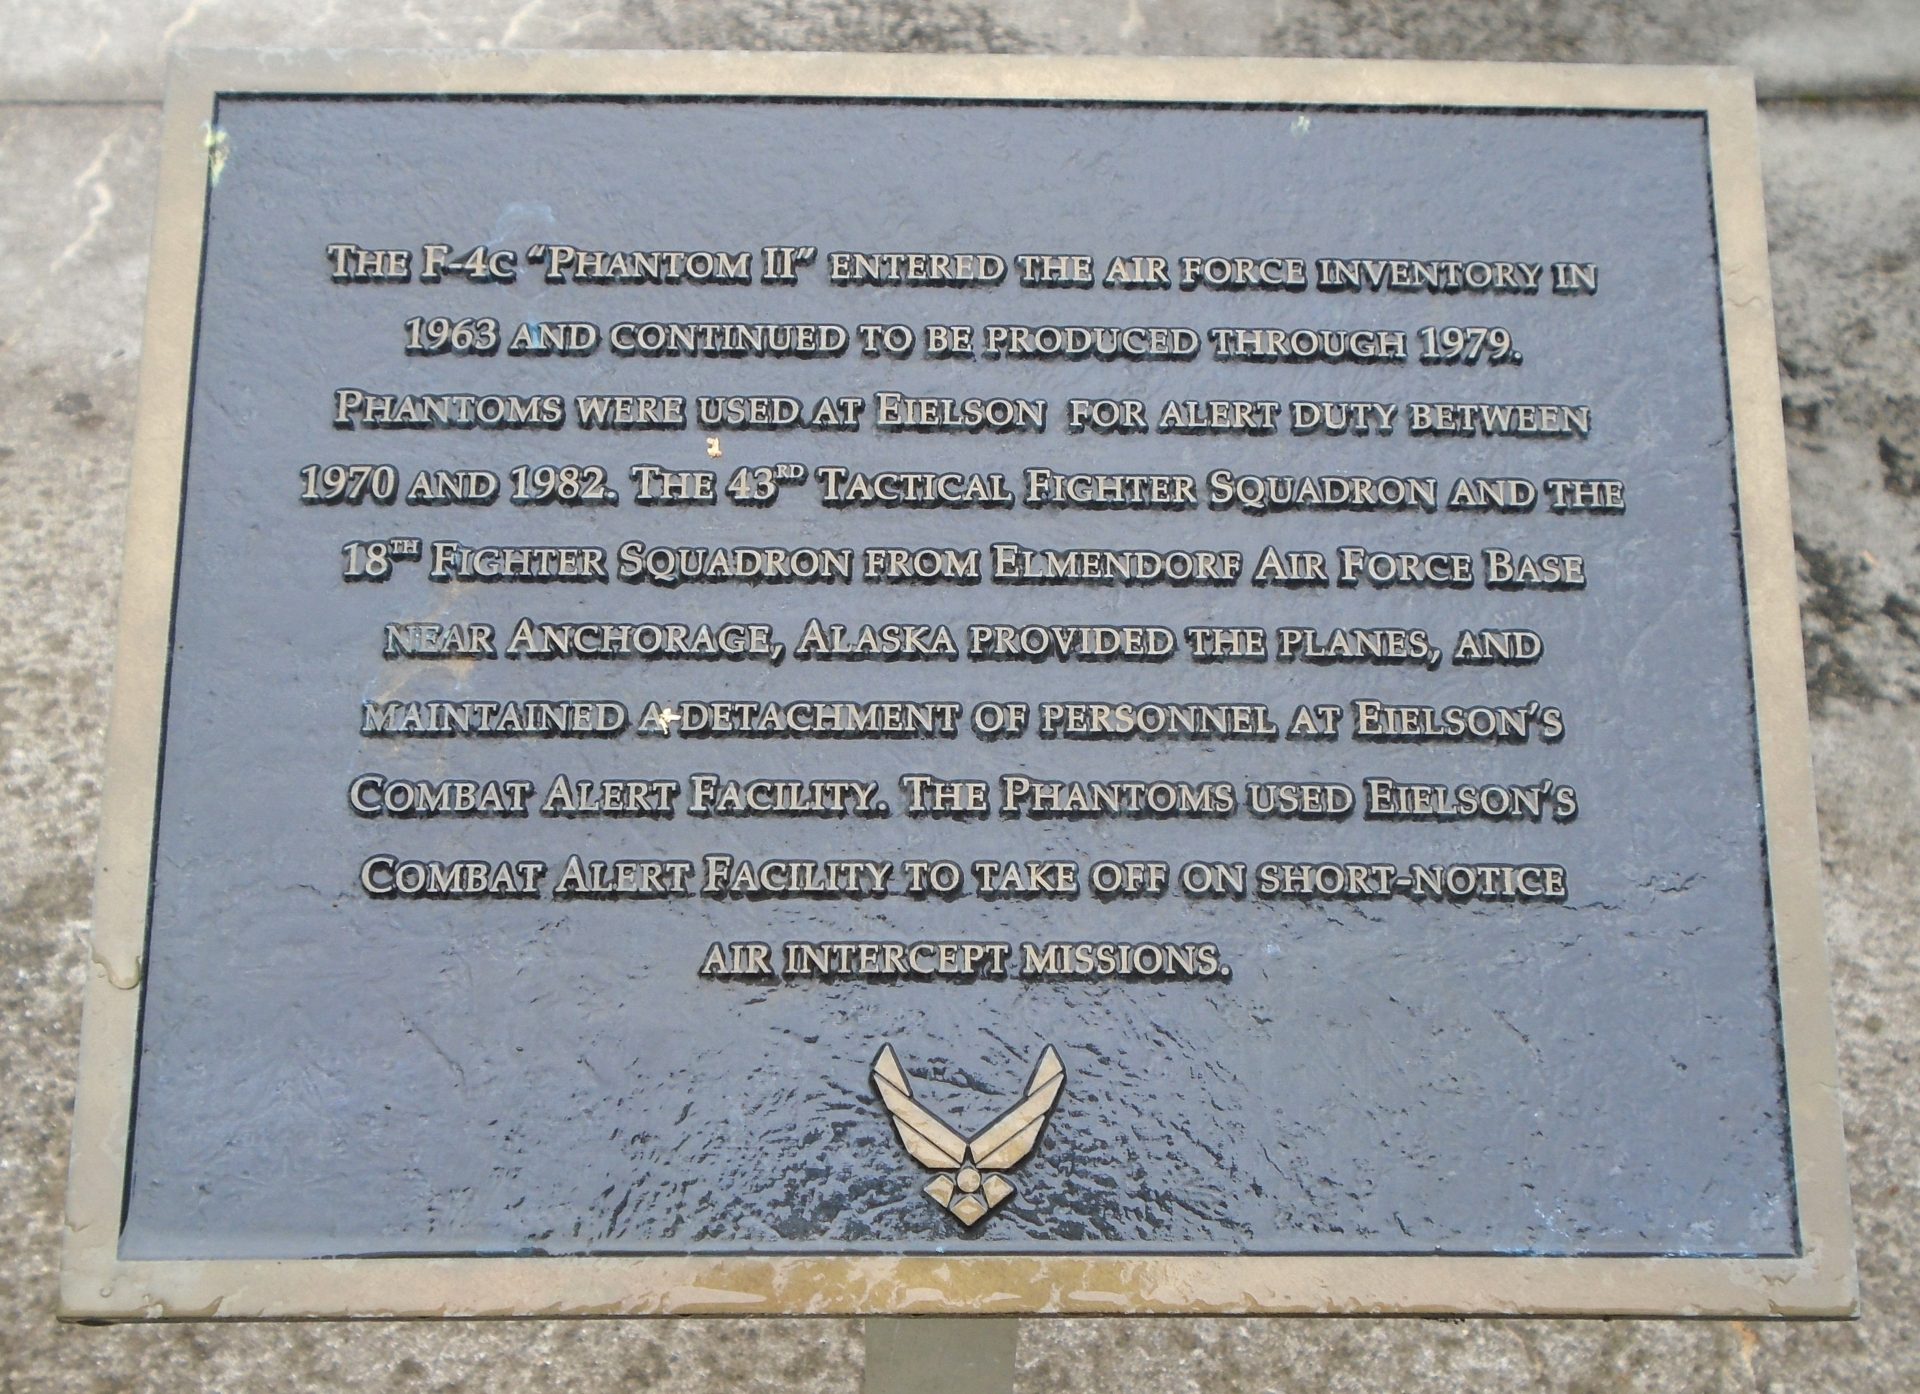 The F-4c "Phantom II" entered the air force inventory in
1963 and continued to be produced through 1979.
Phantoms were used at Eielson for alert duty between
1970 and 1982. The 43rd Tactical Fighter Squadron and the
18th Fighter Squadron from Elmendorf Air Force Base
near Anchorage, Alaska provided the planes, and
maintained a detachment of personnel at Eielson's
Combat Alert Facility. The Phantoms used Eielson's
Combat Alert Facility to take off on short-notice
air intercept missions.